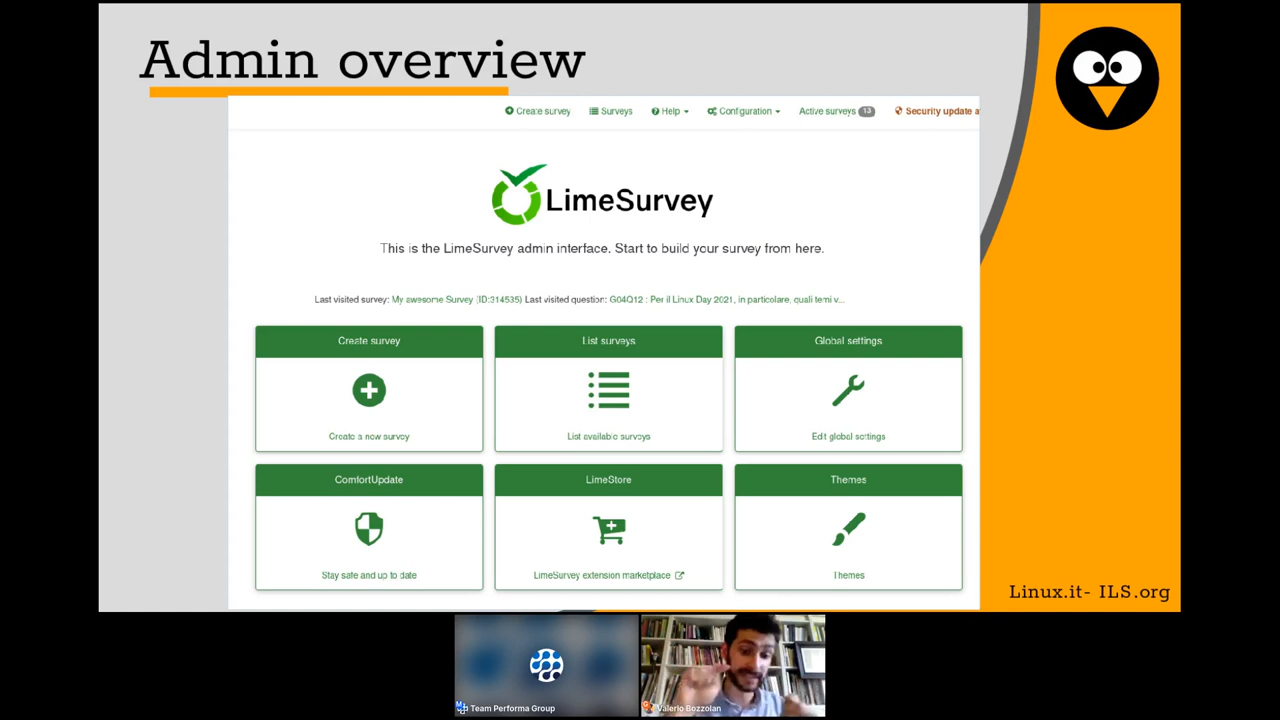 Admin overview
Create survey Surveys Help Configuration Active surveys 13 Security update a
LimeSurvey
This is the LimeSurvey admin interface. Start to build your survey from here.
Last visited survey: My awesome Survey (ID:314535) Last visited question: G04Q12 : Per il Linux Day 2021, in particolare, quali temi v...
Create survey
Create a new survey
List surveys
List available surveys
Global settings
Edit global settings
ComfortUpdate
Stay safe and up to date
LimeStore
LimeSurvey extension marketplace
Themes
Themes
Linux.it- ILS.org
Team Performa Group
Valerio Bozzolan